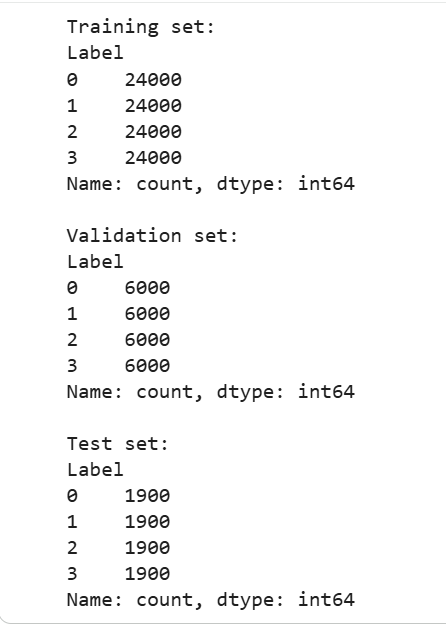 Training set:
Label
0    24000
1    24000
2    24000
3    24000
Name: count, dtype: int64

Validation set:
Label
0    6000
1    6000
2    6000
3    6000
Name: count, dtype: int64

Test set:
Label
0    1900
1    1900
2    1900
3    1900
Name: count, dtype: int64